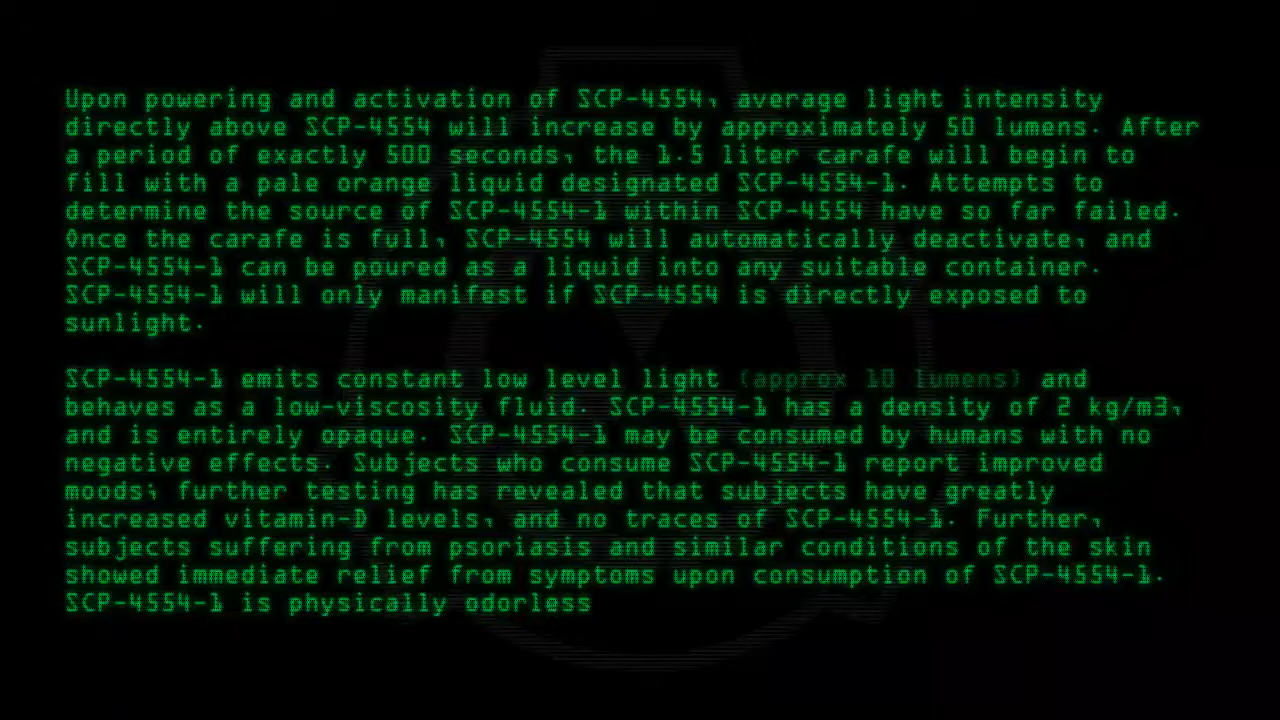 Upon powering and activation of SCP-4554, average light intensity
directly above SCP-4554 will increase by approximately 50 lumens. After
a period of exactly 500 seconds, the 1.5 liter carafe will begin to
fill with a pale orange liquid designated SCP-4554-1. Attempts to
determine the source of SCP-4554-1 within SCP-4554 have so far failed.
Once the carafe is full, SCP-4554 will automatically deactivate, and
SCP-4554-1 can be poured as a liquid into any suitable container.
SCP-4554-1 will only manifest if SCP-4554 is directly exposed to
sunlight.
SCP-4554-1 emits constant low level light (approx 10 lumens) and
behaves as a low-viscosity fluid. SCP-4554-1 has a density of 2 kg/m3,
and is entirely opaque. SCP-4554-1 may be consumed by humans with no
negative effects. Subjects who consume SCP-4554-1 report improved
moods; further testing has revealed that subjects have greatly
increased vitamin-D levels, and no traces of SCP-4554-1. Further,
subjects suffering from psoriasis and similar conditions of the skin
showed immediate relief from symptoms upon consumption of SCP-4554-1.
SCP-4554-1 is physically odorless